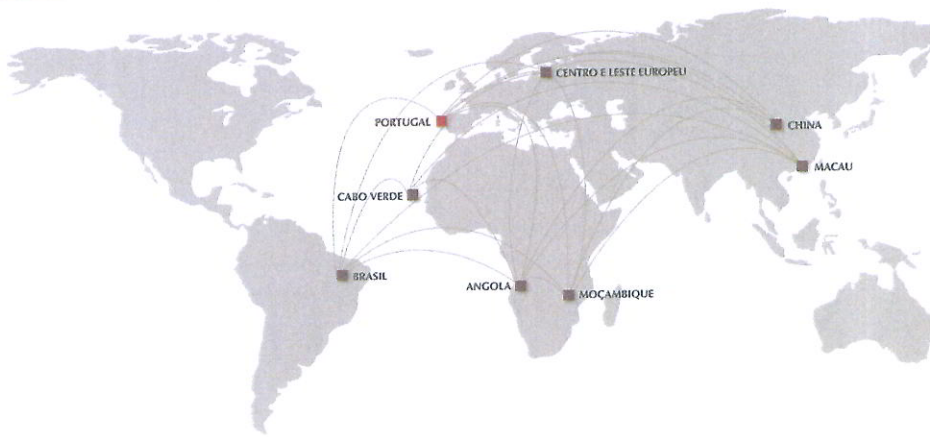 CENTRO E LESTE EUROPEU
PORTUGAL
CHINA
MACAU
CABO VERDE
BRASIL
ANGOLA
MOÇAMBIQUE